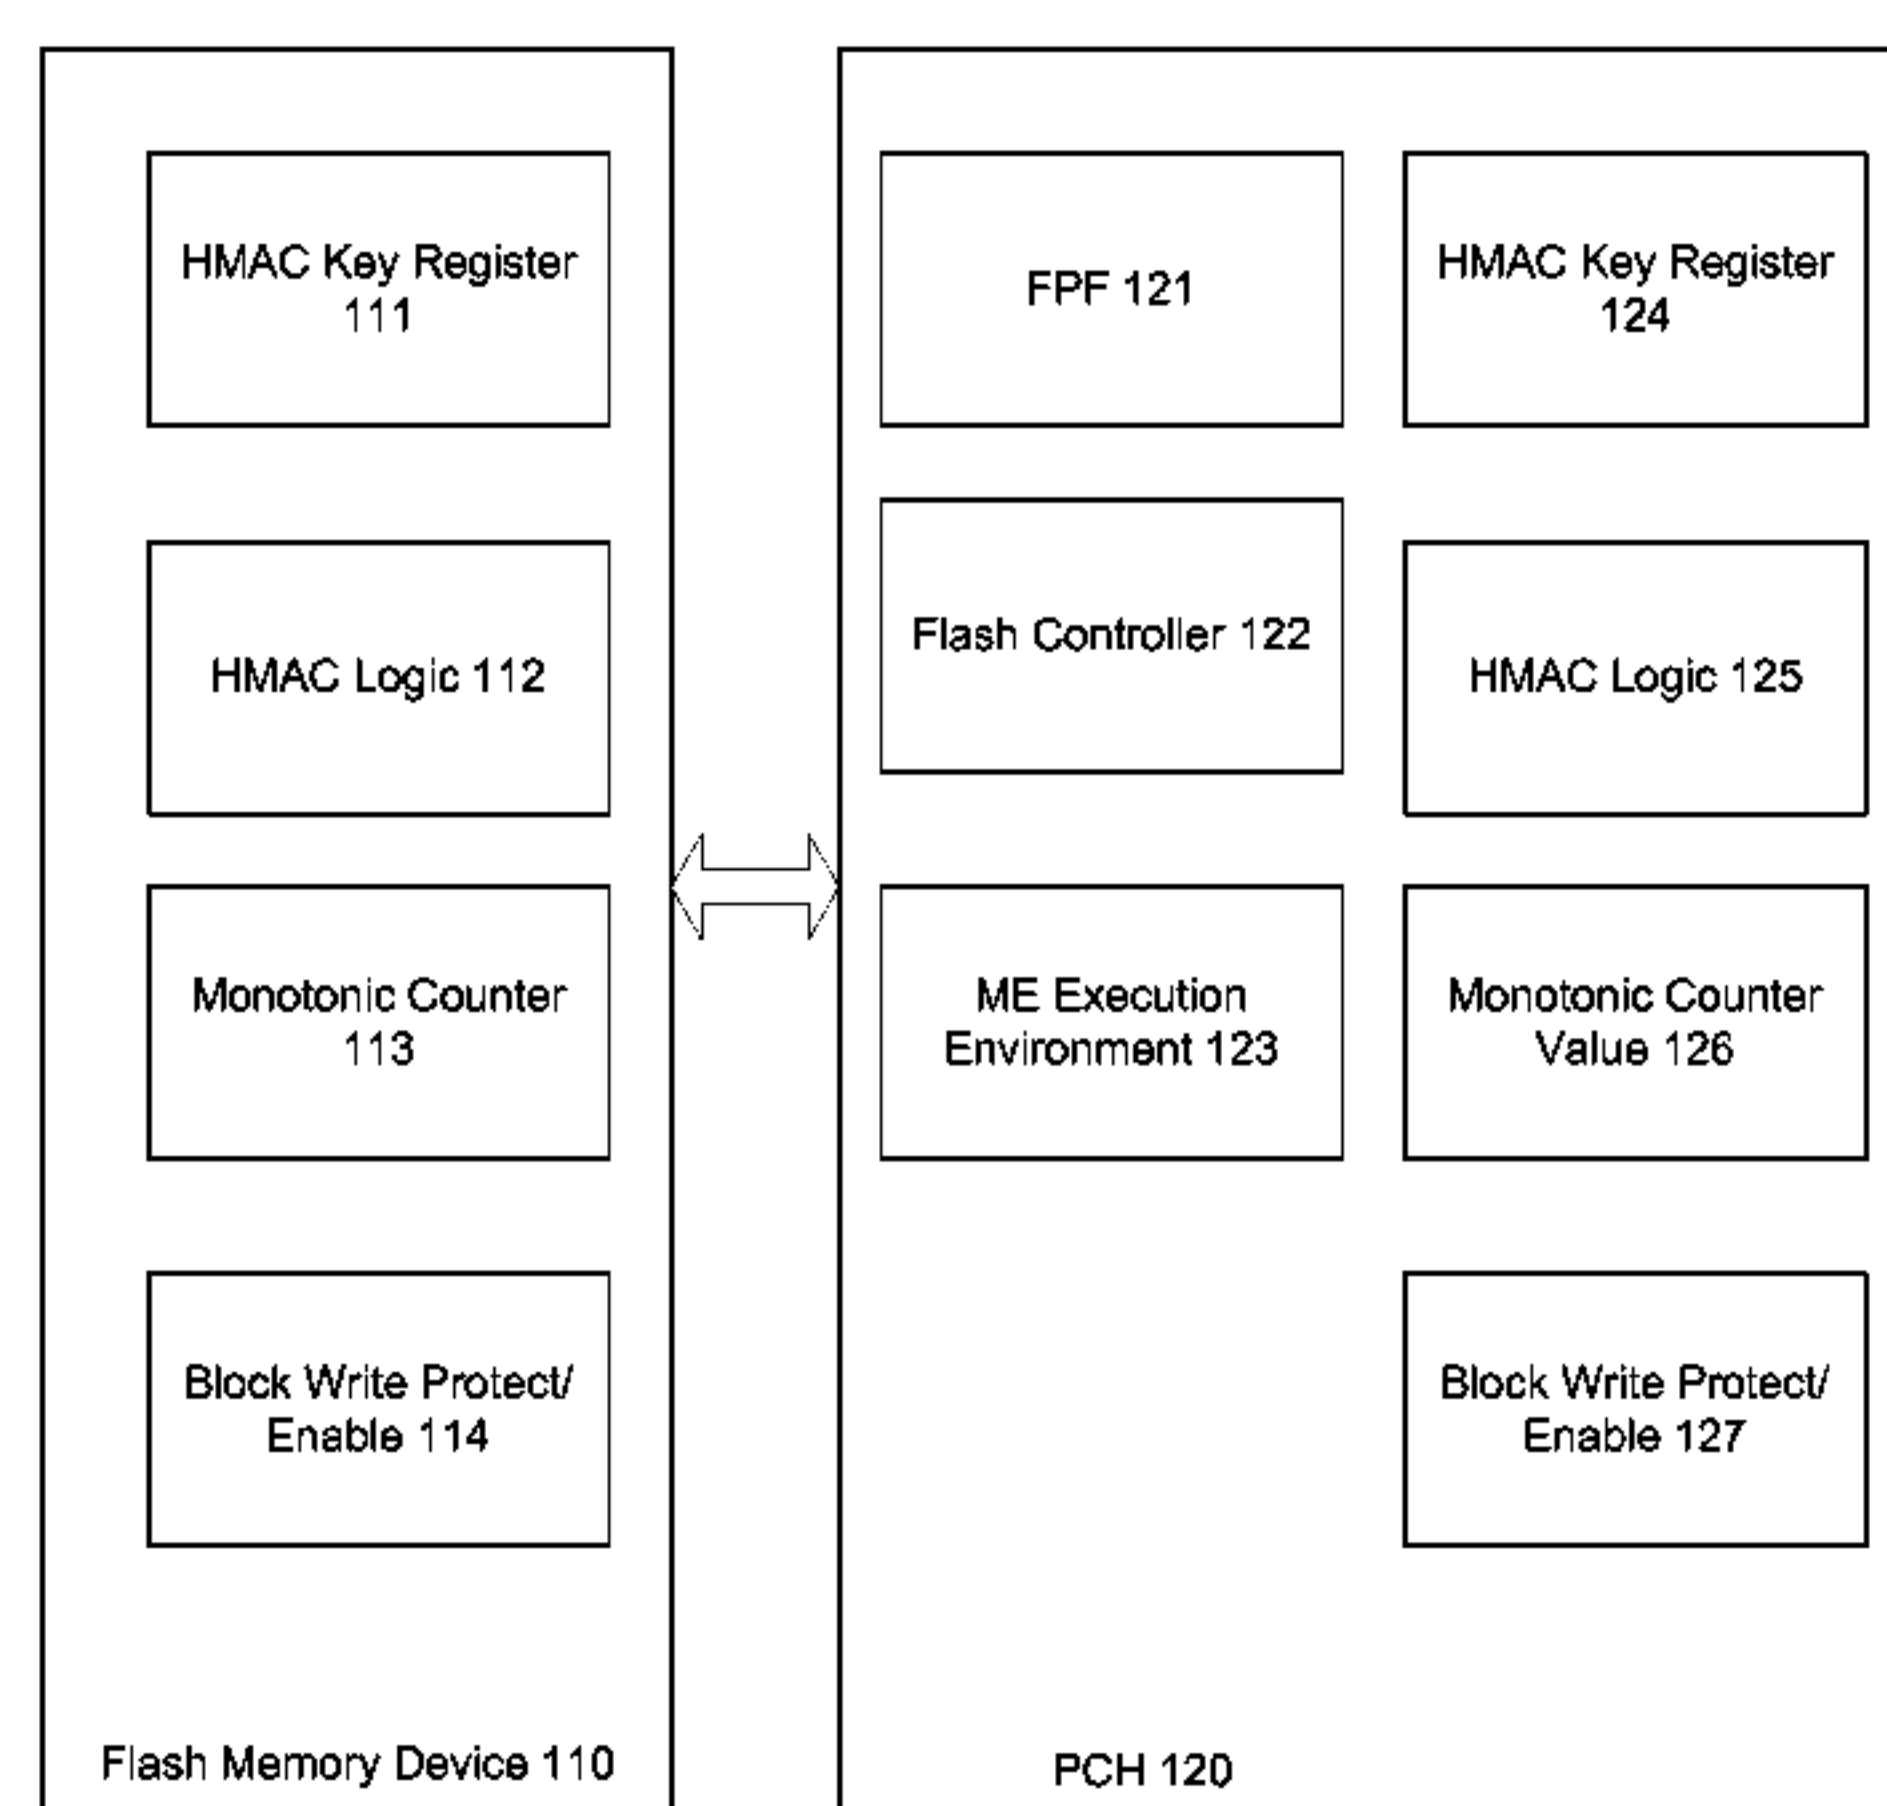 HMAC Key Register
111
HMAC Logic 112
Monotonic Counter
113
Block Write Protect/
Enable 114
Flash Memory Device 110
FPF 121
Flash Controller 122
ME Execution
Environment 123
HMAC Key Register
124
HMAC Logic 125
Monotonic Counter
Value 126
Block Write Protect/
Enable 127
PCH 120